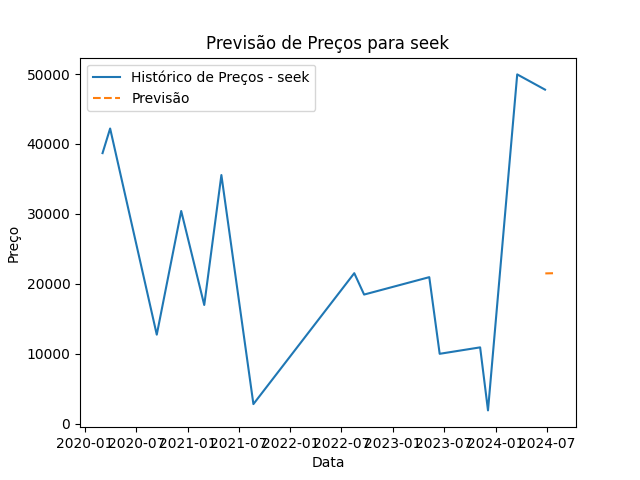 Previsão de Preços para seek
Histórico de Preços - seek
Previsão
Preço
50000
40000
30000
20000
10000
0
2020-01 2020-07 2021-01 2021-07 2022-01 2022-07 2023-01 2023-07 2024-01 2024-07
Data